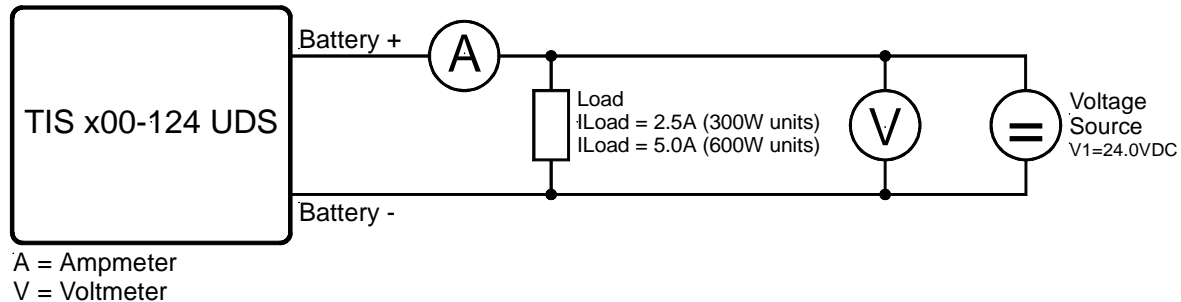 Battery +
A
TIS x00-124 UDS
Load
ILoad = 2.5A (300W units)
ILoad = 5.0A (600W units)
V
=
Voltage
Source
V1=24.0VDC
Battery -
A = Ampmeter
V = Voltmeter